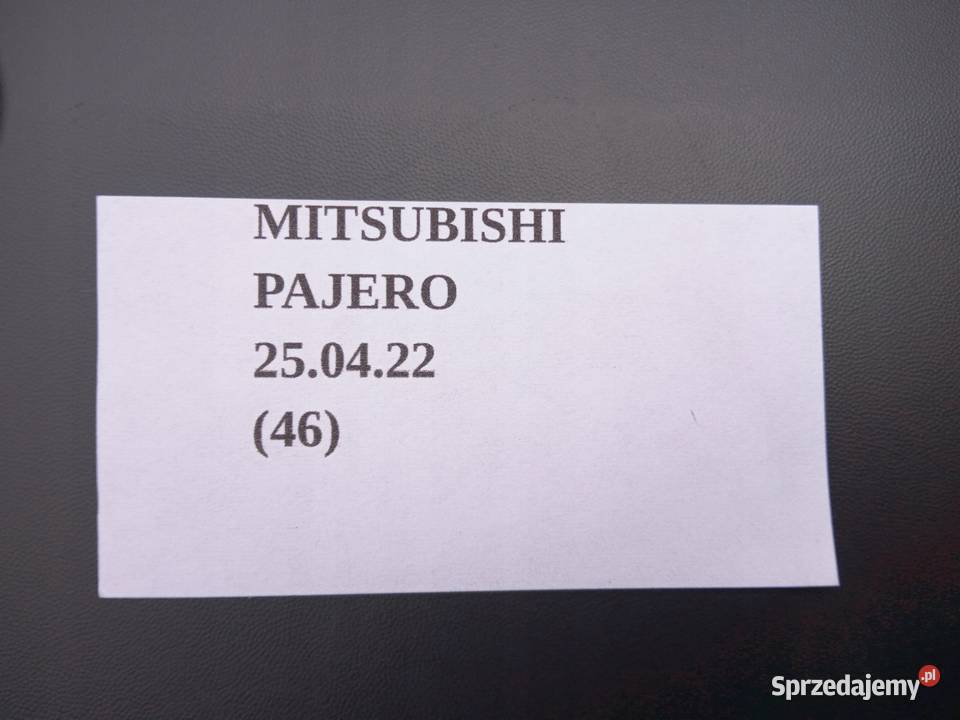 MITSUBISHI
PAJERO
25.04.22
(46)
Sprzedajemy.pl